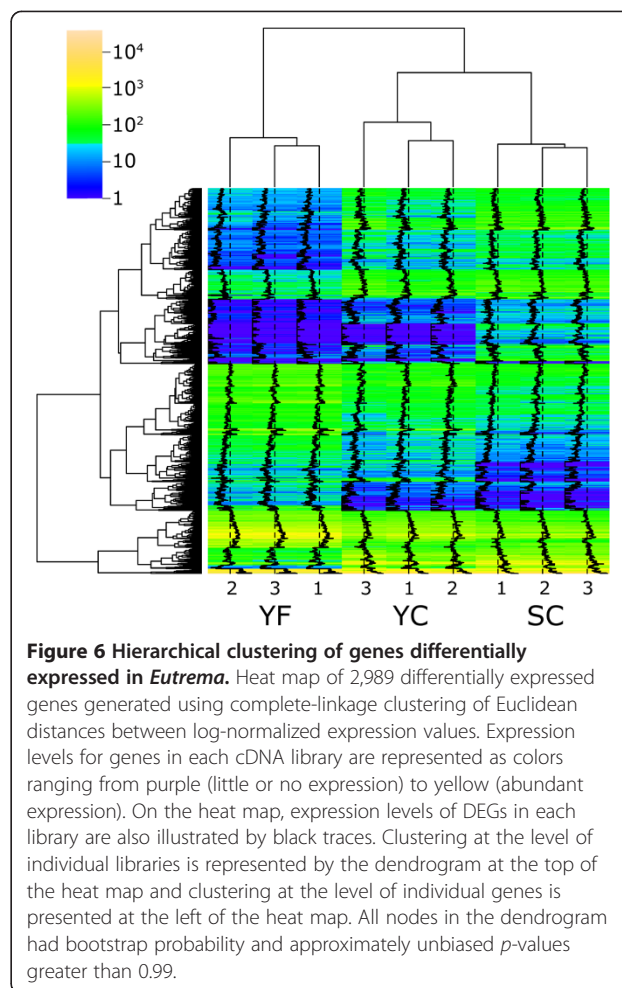 10⁴
10³
10²
10
1
2 3 1 3 1 2 1 2 3
YF YC SC
Figure 6 Hierarchical clustering of genes differentially
expressed in Eutrema. Heat map of 2,989 differentially expressed
genes generated using complete-linkage clustering of Euclidean
distances between log-normalized expression values. Expression
levels for genes in each cDNA library are represented as colors
ranging from purple (little or no expression) to yellow (abundant
expression). On the heat map, expression levels of DEGs in each
library are also illustrated by black traces. Clustering at the level of
individual libraries is represented by the dendrogram at the top of
the heat map and clustering at the level of individual genes is
presented at the left of the heat map. All nodes in the dendrogram
had bootstrap probability and approximately unbiased p-values
greater than 0.99.